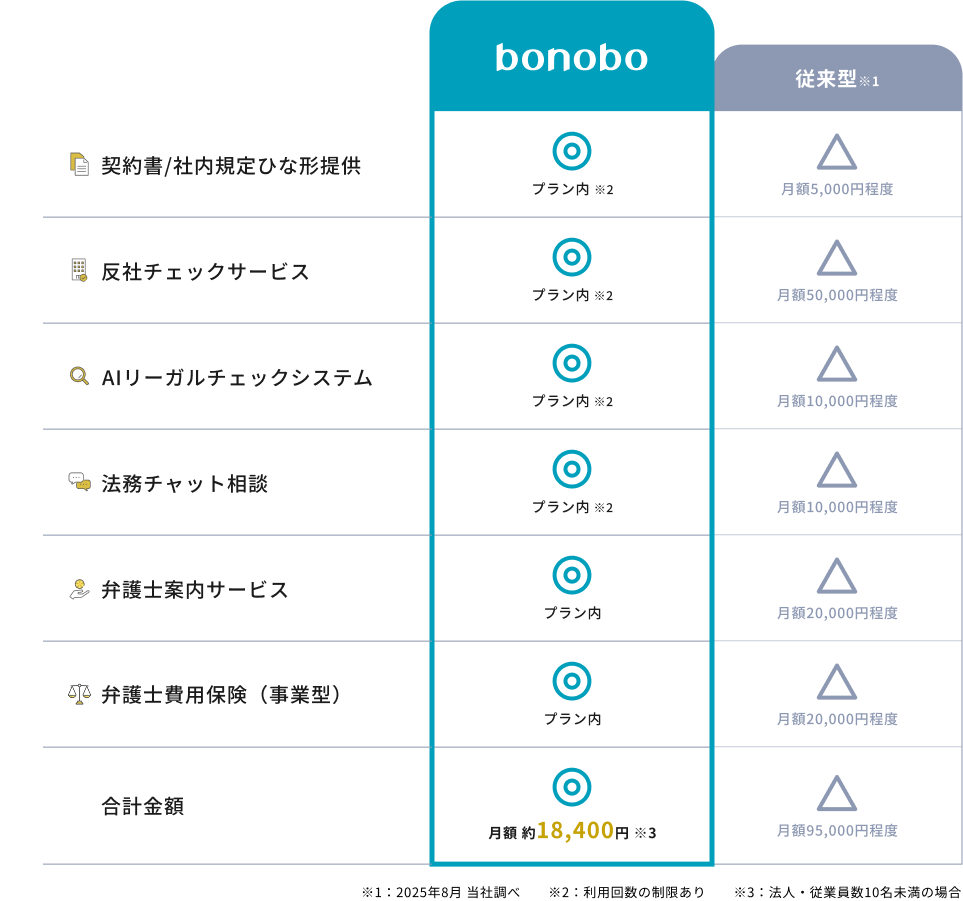 bonobo
従来型※1
契約書/社内規定ひな形提供
プラン内 ※2
月額5,000円程度
反社チェックサービス
プラン内 ※2
月額50,000円程度
AIリーガルチェックシステム
プラン内 ※2
月額10,000円程度
法務チャット相談
プラン内 ※2
月額10,000円程度
弁護士案内サービス
プラン内
月額20,000円程度
弁護士費用保険（事業型）
プラン内
月額20,000円程度
合計金額
月額 約18,400円 ※3
月額95,000円程度
※1：2025年8月 当社調べ ※2：利用回数の制限あり ※3：法人・従業員数10名未満の場合